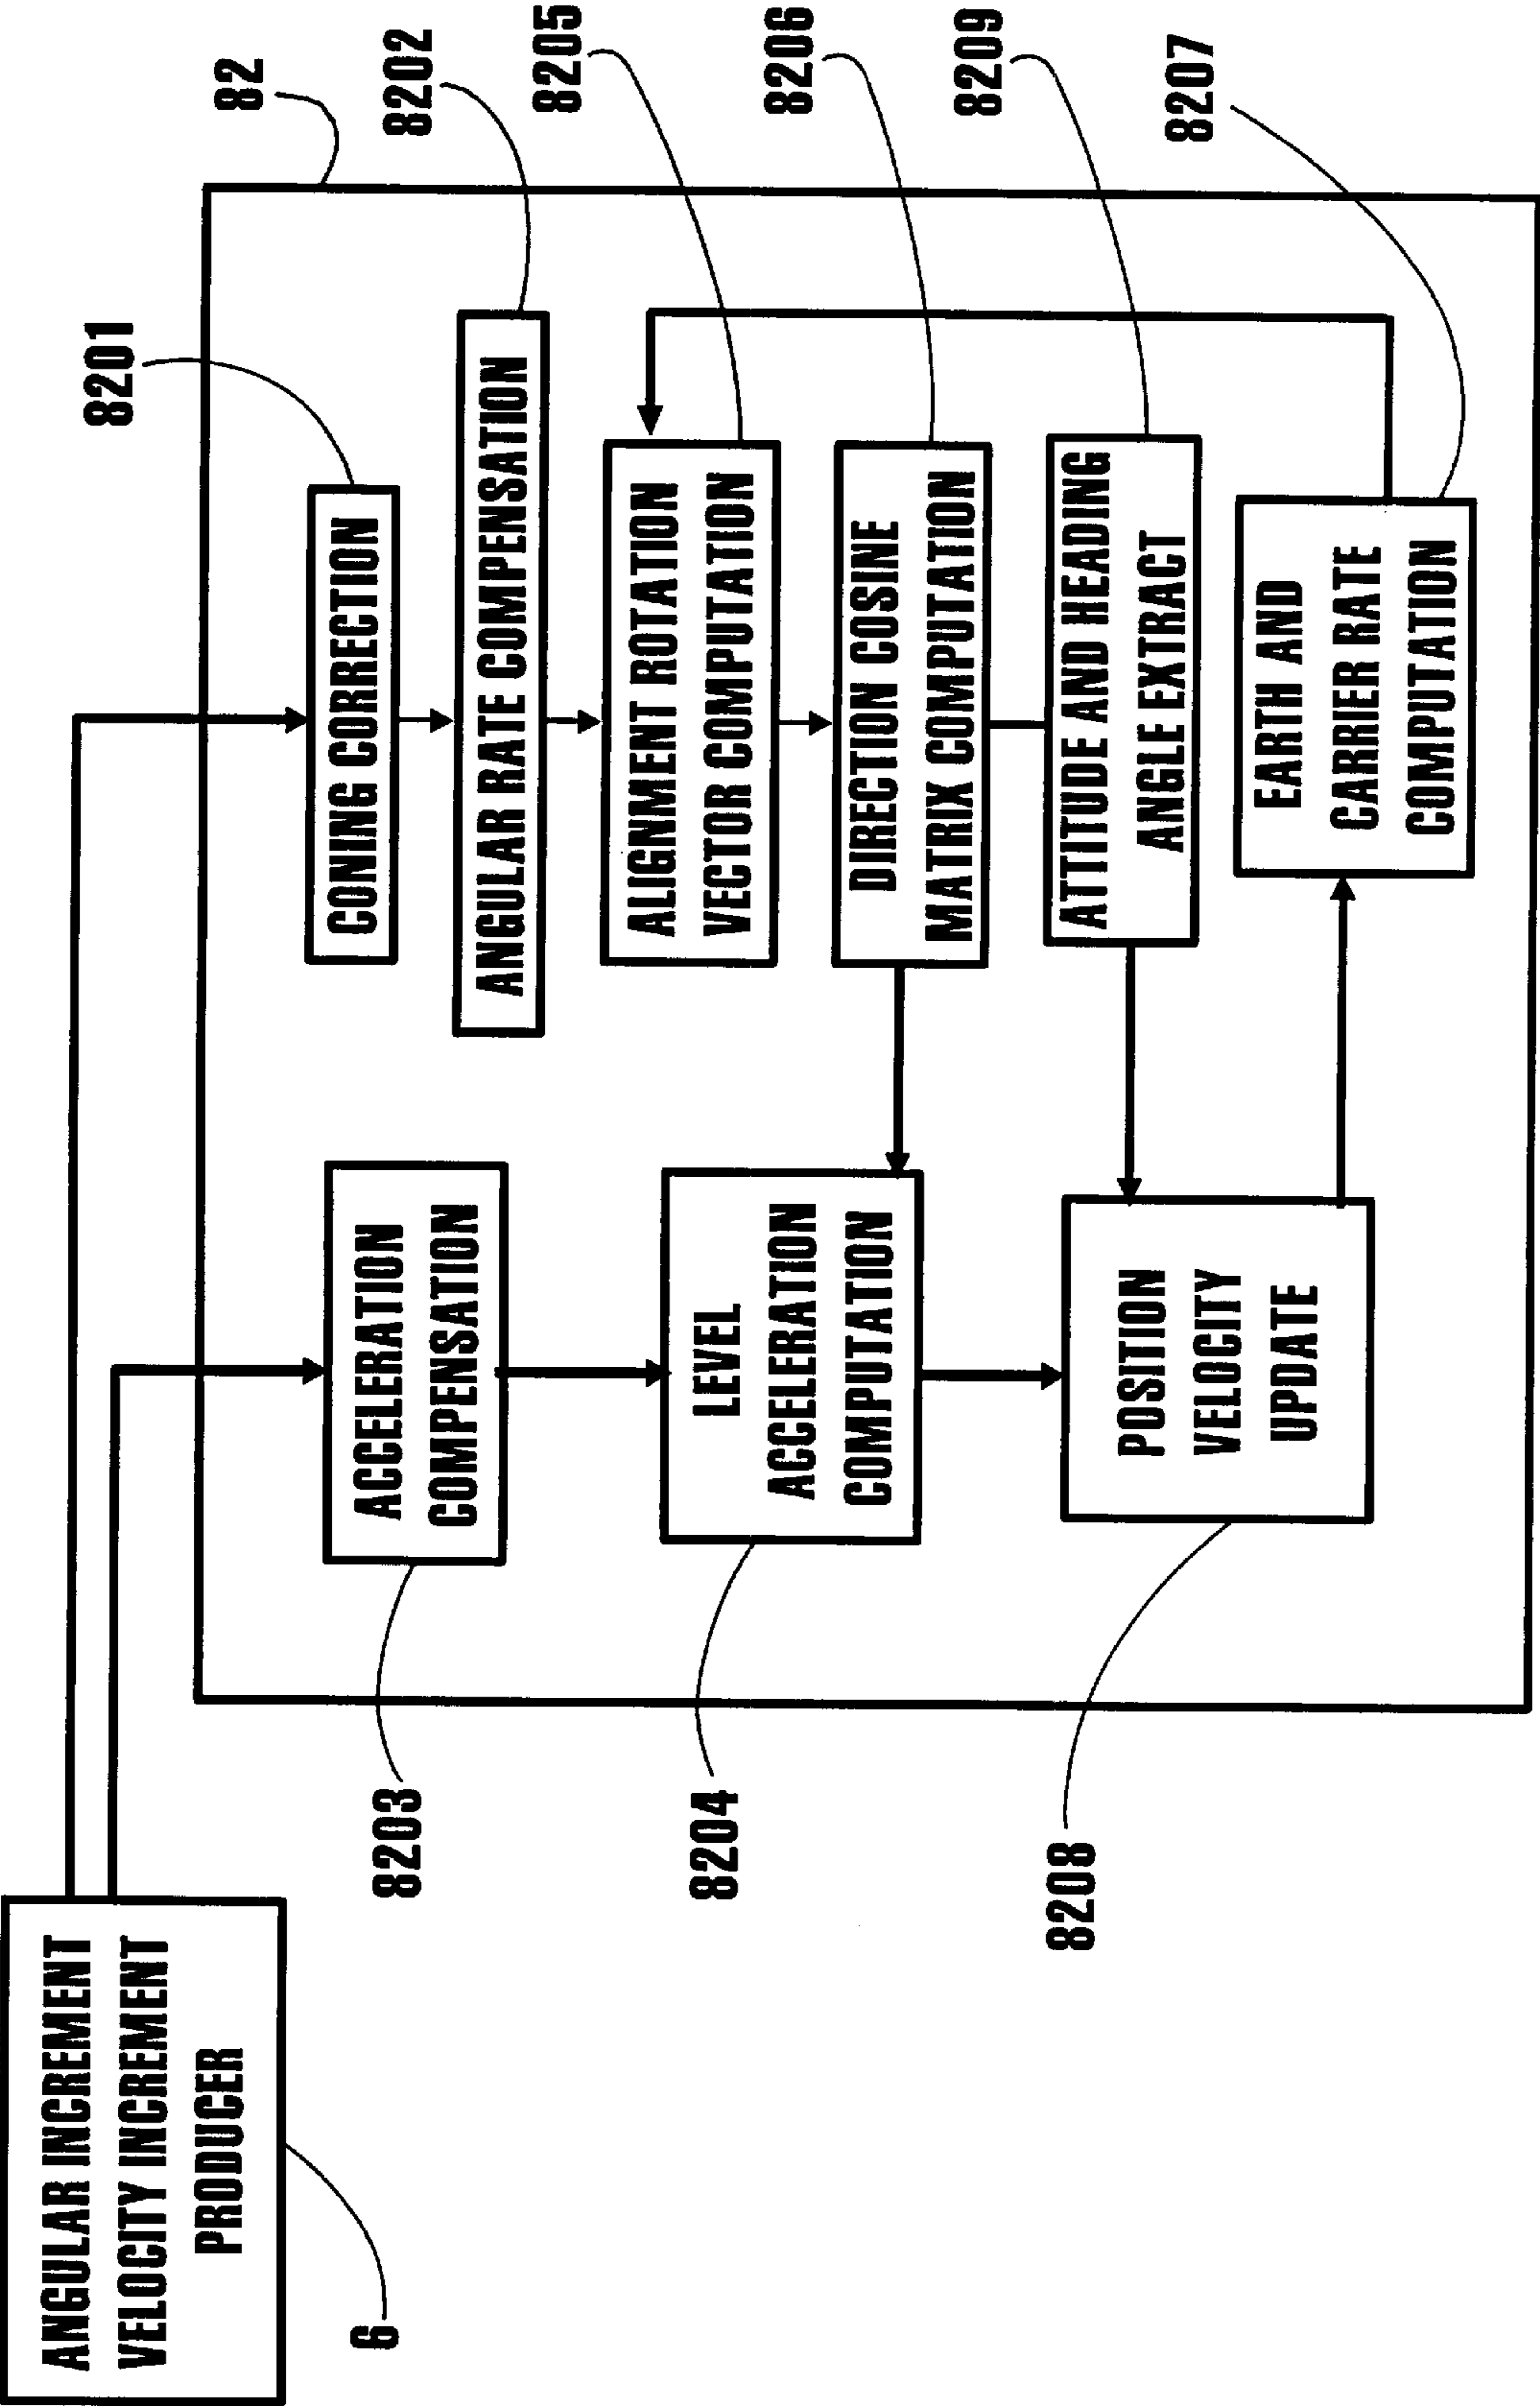 ANGULAR INCREMENT
VELOCITY INCREMENT
PRODUCER
6
82
8201
CONING CORRECTION
8202
ANGULAR RATE COMPENSATION
8203
ACCELERATION
COMPENSATION
8205
ALIGNMENT ROTATION
VECTOR COMPUTATION
8204
LEVEL
ACCELERATION
COMPUTATION
8206
DIRECTION COSINE
MATRIX COMPUTATION
8209
ATTITUDE AND HEADING
ANGLE EXTRACT
8208
POSITION
VELOCITY
UPDATE
8207
EARTH AND
CARRIER RATE
COMPUTATION